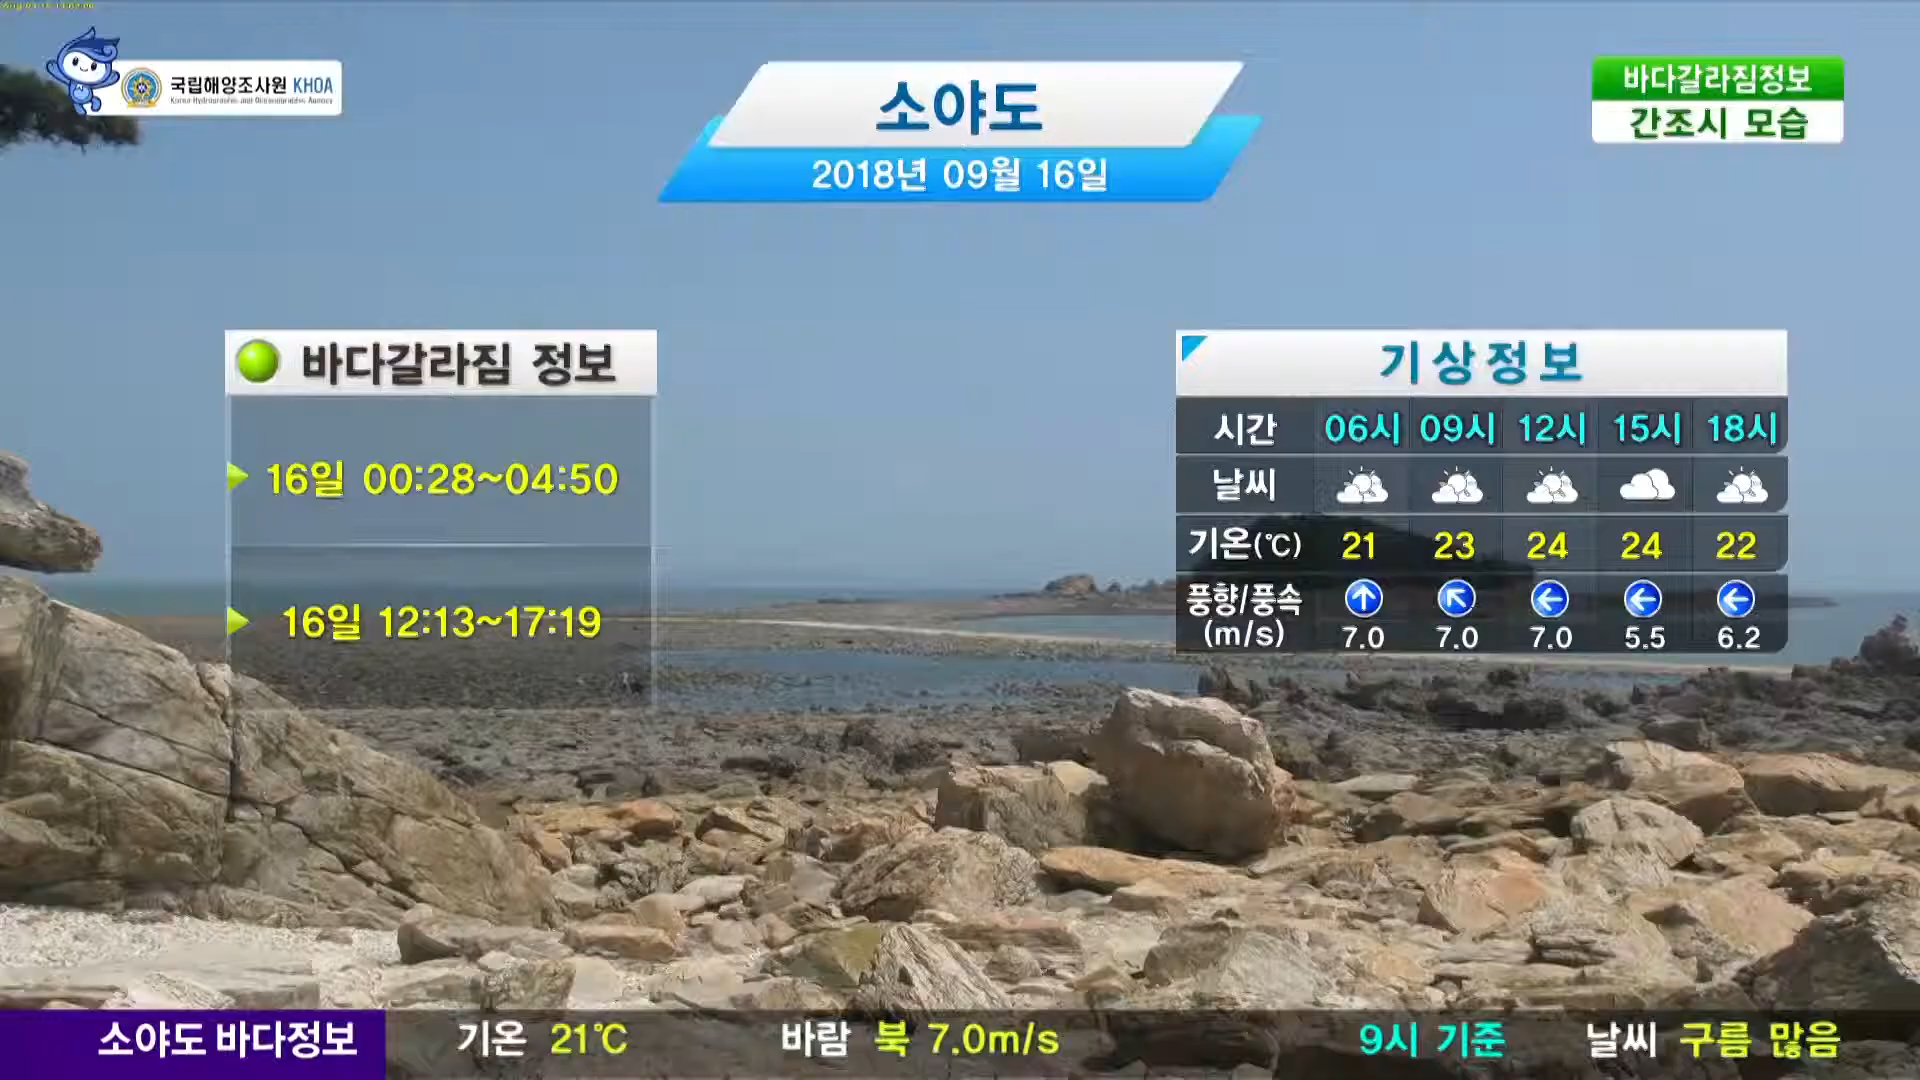 국립해양조사원 KHOA
Korea Hydrographic and Oceanographic Agency
소야도
2018년 09월 16일
바다갈라짐정보
간조시 모습
바다갈라짐 정보
16일 00:28~04:50
16일 12:13~17:19
기상정보
시간 06시 09시 12시 15시 18시
날씨
기온(℃) 21 23 24 24 22
풍향/풍속
(m/s) 7.0 7.0 7.0 5.5 6.2
소야도 바다정보 기온 21℃ 바람 북 7.0m/s 9시 기준 날씨 구름 많음